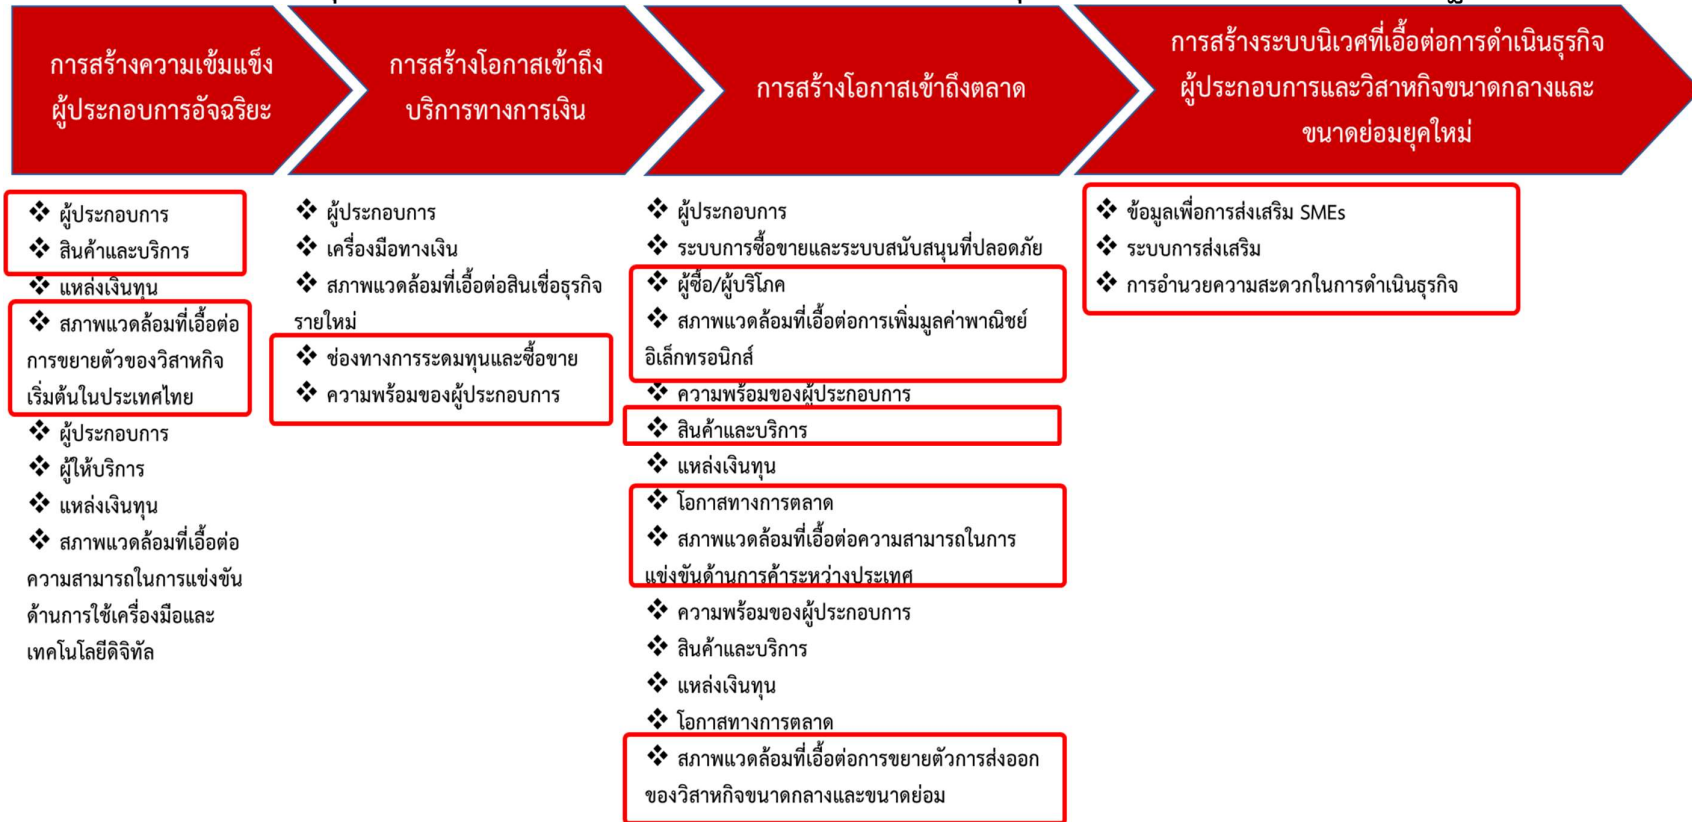 การสร้างความเข้มแข็ง
ผู้ประกอบการอัจฉริยะ
การสร้างโอกาสเข้าถึง
บริการทางการเงิน
การสร้างโอกาสเข้าถึงตลาด
การสร้างระบบนิเวศที่เอื้อต่อการดำเนินธุรกิจ
ผู้ประกอบการและวิสาหกิจขนาดกลางและ
ขนาดย่อมยุคใหม่
❖ ผู้ประกอบการ
❖ สินค้าและบริการ
❖ แหล่งเงินทุน
❖ สภาพแวดล้อมที่เอื้อต่อ
การขยายตัวของวิสาหกิจ
เริ่มต้นในประเทศไทย
❖ ผู้ประกอบการ
❖ ผู้ให้บริการ
❖ แหล่งเงินทุน
❖ สภาพแวดล้อมที่เอื้อต่อ
ความสามารถในการแข่งขัน
ด้านการใช้เครื่องมือและ
เทคโนโลยีดิจิทัล
❖ ผู้ประกอบการ
❖ เครื่องมือทางเงิน
❖ สภาพแวดล้อมที่เอื้อต่อสินเชื่อธุรกิจ
รายใหม่
❖ ช่องทางการระดมทุนและซื้อขาย
❖ ความพร้อมของผู้ประกอบการ
❖ ผู้ประกอบการ
❖ ระบบการซื้อขายและระบบสนับสนุนที่ปลอดภัย
❖ ผู้ซื้อ/ผู้บริโภค
❖ สภาพแวดล้อมที่เอื้อต่อการเพิ่มมูลค่าพาณิชย์
อิเล็กทรอนิกส์
❖ ความพร้อมของผู้ประกอบการ
❖ สินค้าและบริการ
❖ แหล่งเงินทุน
❖ โอกาสทางการตลาด
❖ สภาพแวดล้อมที่เอื้อต่อความสามารถในการ
แข่งขันด้านการค้าระหว่างประเทศ
❖ ความพร้อมของผู้ประกอบการ
❖ สินค้าและบริการ
❖ แหล่งเงินทุน
❖ โอกาสทางการตลาด
❖ สภาพแวดล้อมที่เอื้อต่อการขยายตัวการส่งออก
ของวิสาหกิจขนาดกลางและขนาดย่อม
❖ ข้อมูลเพื่อการส่งเสริม SMEs
❖ ระบบการส่งเสริม
❖ การอำนวยความสะดวกในการดำเนินธุรกิจ